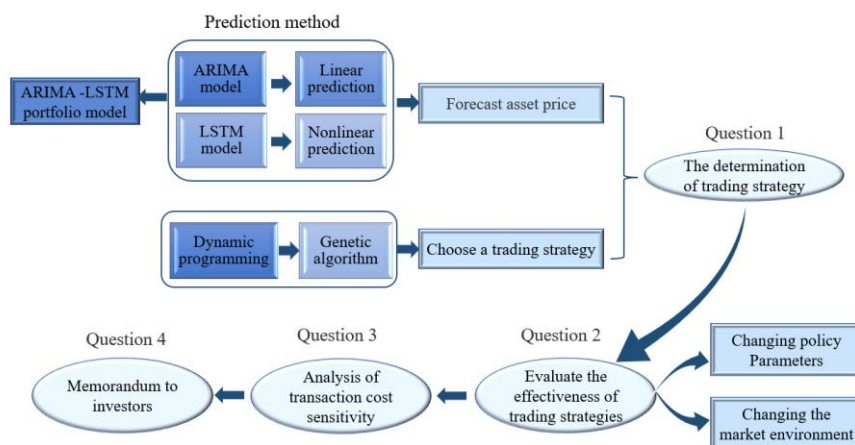 Prediction method
ARIMA
model
Linear
prediction
ARIMA -LSTM
portfolio model
LSTM
model
Nonlinear
prediction
Forecast asset price
Question 1
The determination
of trading strategy
Dynamic
programming
Genetic
algorithm
Choose a trading strategy
Question 4
Question 3
Question 2
Memorandum to
investors
Analysis of
transaction cost
sensitivity
Evaluate the
effectiveness of
trading strategies
Changing policy
Parameters
Changing the
market environment